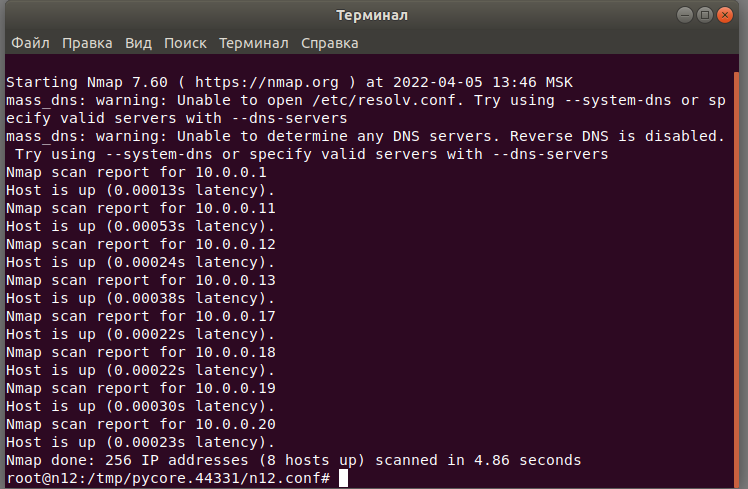 Терминал
Файл Правка Вид Поиск Терминал Справка
Starting Nmap 7.60 ( https://nmap.org ) at 2022-04-05 13:46 MSK
mass_dns: warning: Unable to open /etc/resolv.conf. Try using --system-dns or sp
ecify valid servers with --dns-servers
mass_dns: warning: Unable to determine any DNS servers. Reverse DNS is disabled.
 Try using --system-dns or specify valid servers with --dns-servers
Nmap scan report for 10.0.0.1
Host is up (0.00013s latency).
Nmap scan report for 10.0.0.11
Host is up (0.00053s latency).
Nmap scan report for 10.0.0.12
Host is up (0.00024s latency).
Nmap scan report for 10.0.0.13
Host is up (0.00038s latency).
Nmap scan report for 10.0.0.17
Host is up (0.00022s latency).
Nmap scan report for 10.0.0.18
Host is up (0.00022s latency).
Nmap scan report for 10.0.0.19
Host is up (0.00030s latency).
Nmap scan report for 10.0.0.20
Host is up (0.00023s latency).
Nmap done: 256 IP addresses (8 hosts up) scanned in 4.86 seconds
root@n12:/tmp/pycore.44331/n12.conf#